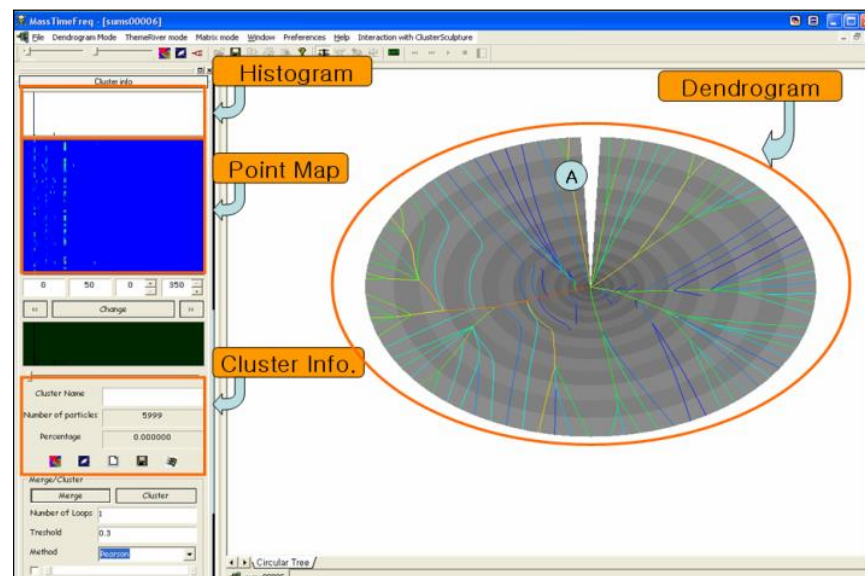 MassTimeFreq - [sums00006]
File Dendrogram Mode ThemeRiver mode Matrix mode Window Preferences Help Interaction with ClusterSculpture
Cluster info
Histogram
Dendrogram
Point Map
A
0 50 0 350
<< Change >>
Cluster Info.
Cluster Name
Number of particles 5999
Percentage 0.000000
Merge/Cluster
Merge Cluster
Number of Loops 1
Treshold 0.3
Method Pearson
Circular Tree